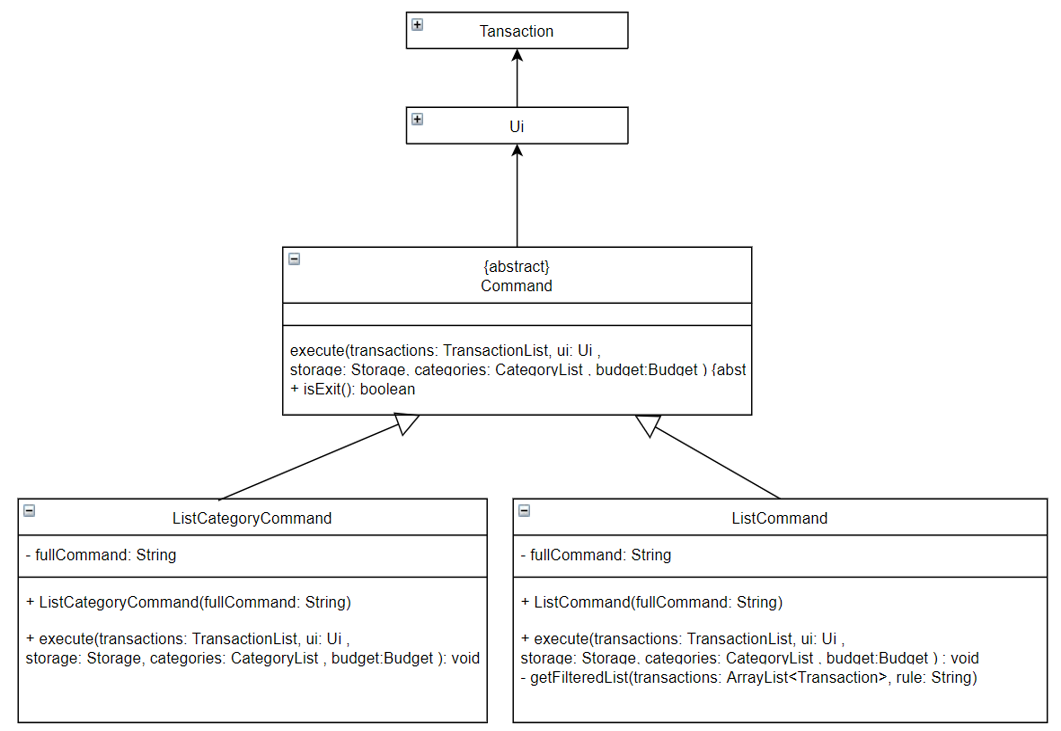 Tansaction
Ui
{abstract}
Command
execute(transactions: TransactionList, ui: Ui ,
storage: Storage, categories: CategoryList , budget:Budget ) {abst
+ isExit(): boolean
ListCategoryCommand
- fullCommand: String
+ ListCategoryCommand(fullCommand: String)
+ execute(transactions: TransactionList, ui: Ui ,
storage: Storage, categories: CategoryList , budget:Budget ): void
ListCommand
- fullCommand: String
+ ListCommand(fullCommand: String)
+ execute(transactions: TransactionList, ui: Ui ,
storage: Storage, categories: CategoryList , budget:Budget ) : void
- getFilteredList(transactions: ArrayList<Transaction>, rule: String)